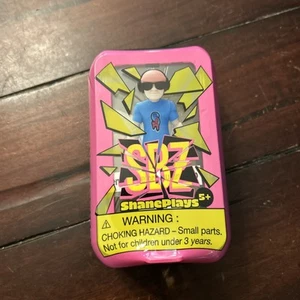 SBZ
ShanePlays
5+
WARNING :
CHOKING HAZARD – Small parts.
Not for children under 3 years.